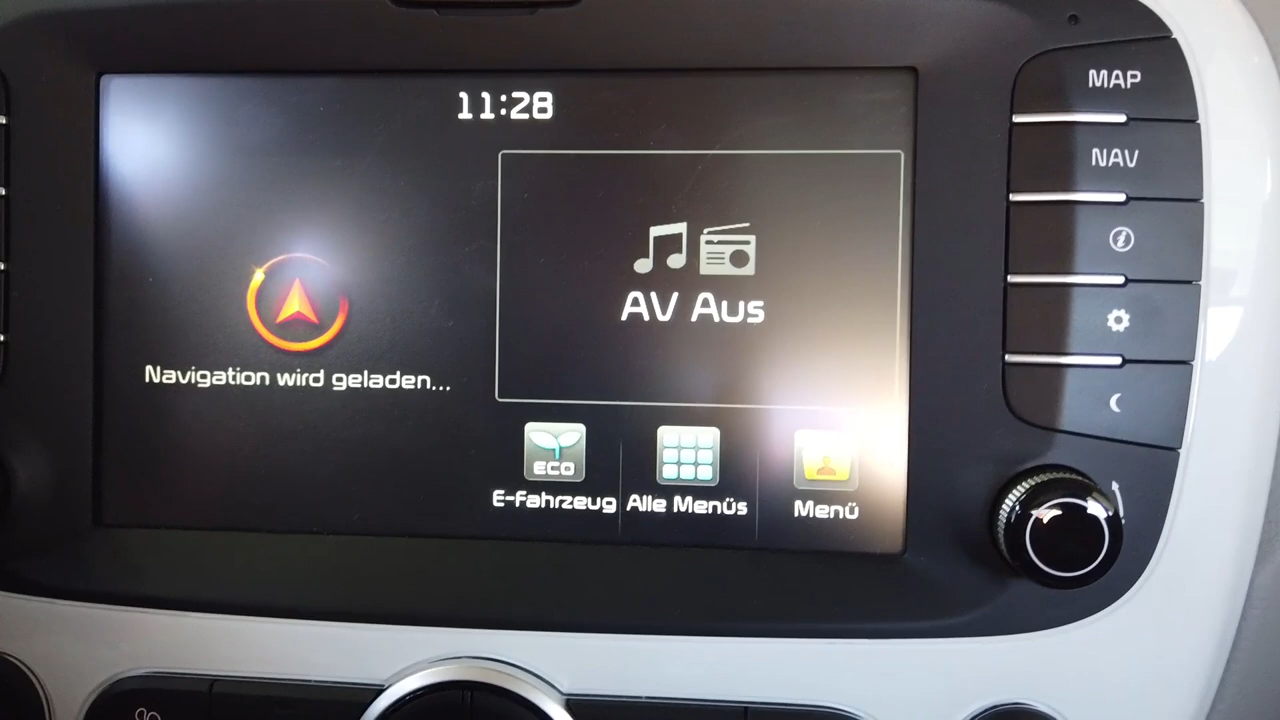 11:28
AV Aus
Navigation wird geladen...
ECO
E-Fahrzeug
Alle Menüs
Menü
MAP
NAV
i